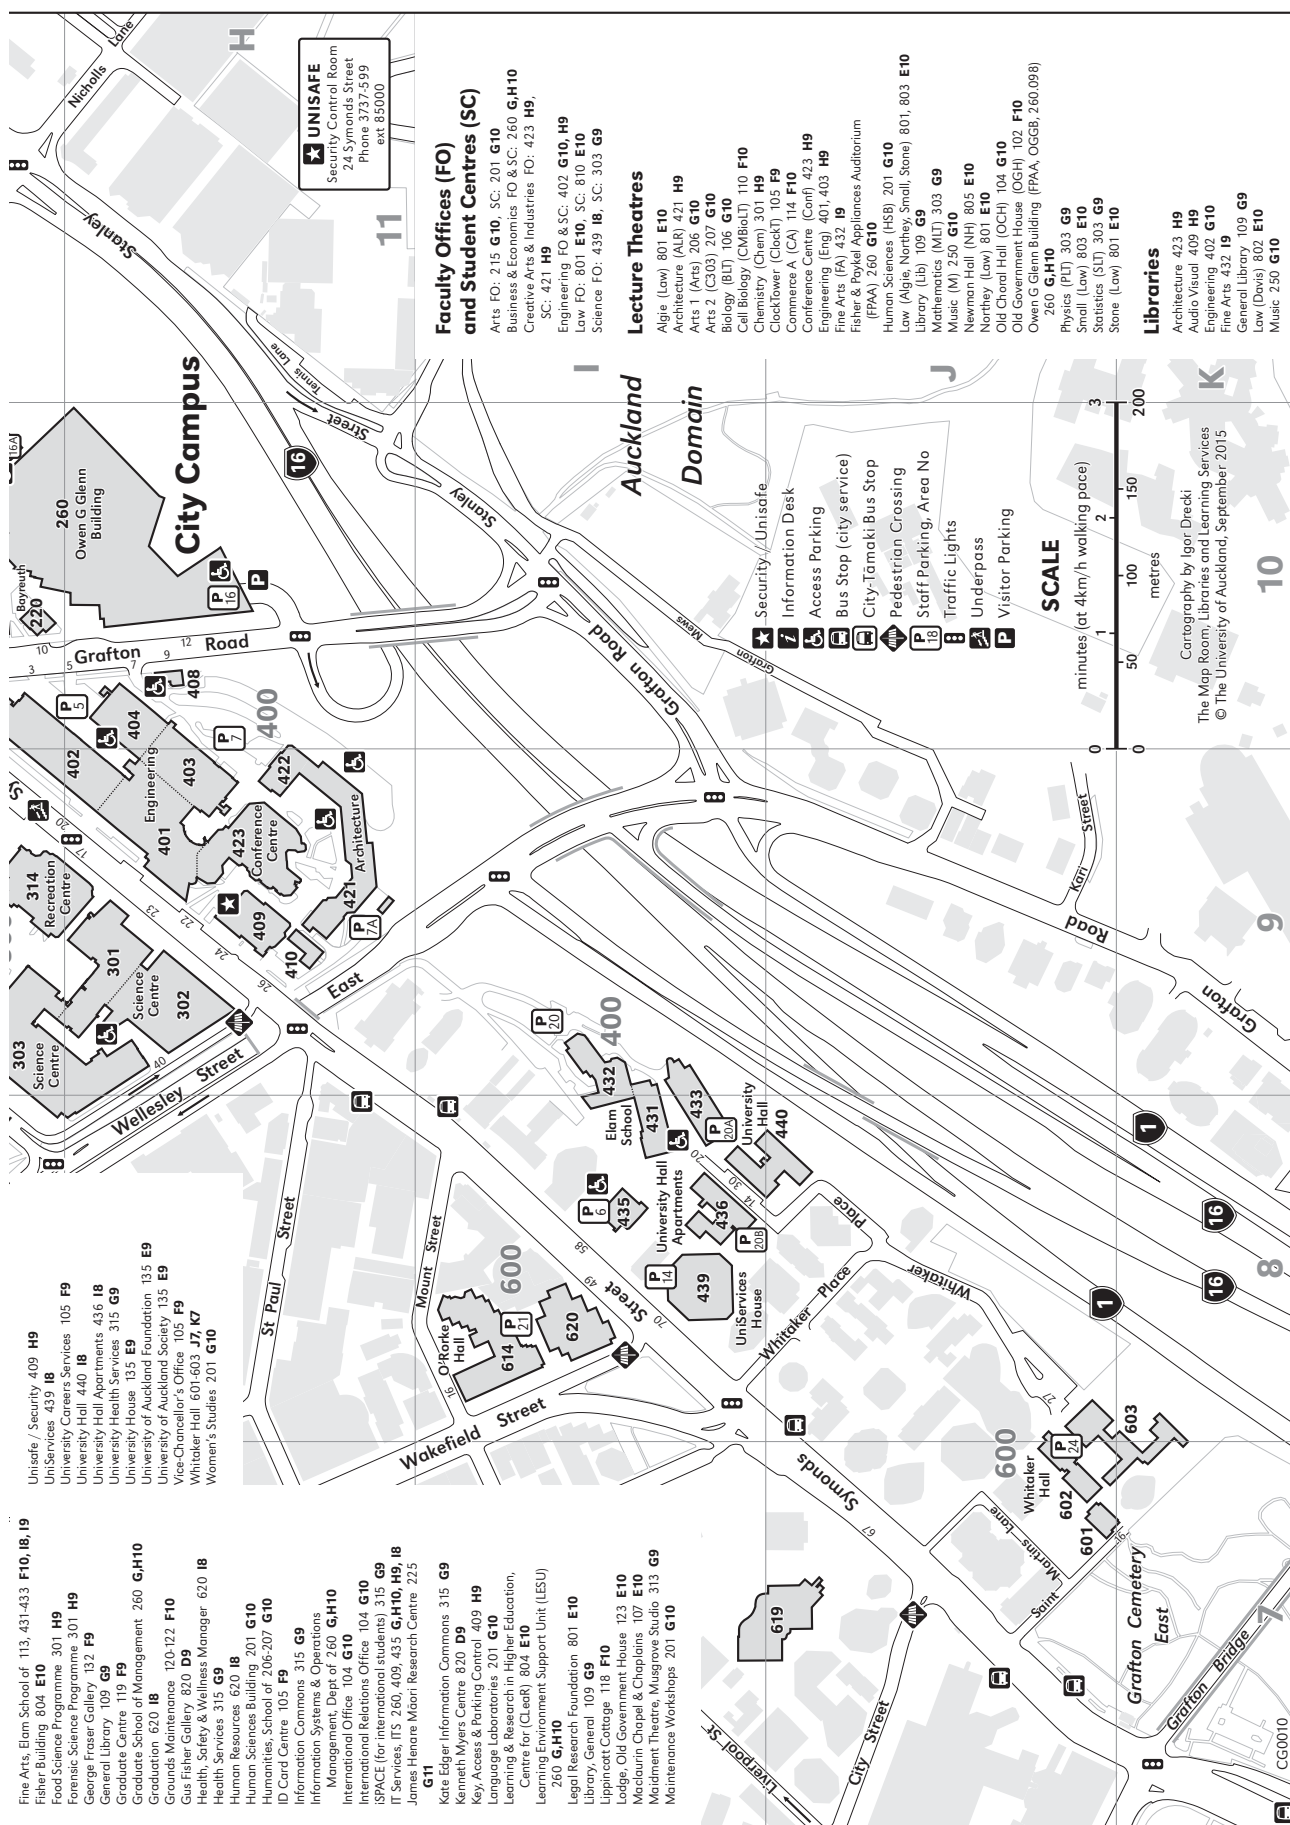 Fine Arts, Elam School of 113, 431-433 F10, I8, I9
Fisher Building 804 E10
Food Science Programme 301 H9
Forensic Science Programme 301 H9
George Fraser Gallery 132 F9
General Library 109 G9
Graduate Centre 119 F9
Graduate School of Management 260 G,H10
Graduation 620 I8
Grounds Maintenance 120-122 F10
Gus Fisher Gallery 820 D9
Health, Safety & Wellness Manager 620 I8
Health Services 315 G9
Human Resources 620 I8
Human Sciences Building 201 G10
Humanities, School of 206-207 G10
ID Card Centre 105 F9
Information Commons 315 G9
Information Systems & Operations
Management, Dept of 260 G,H10
International Office 104 G10
International Relations Office 104 G10
iSPACE (for international students) 315 G9
IT Services, ITS 260, 409, 435 G,H10, H9, I8
James Henare Māori Research Centre 225
G11
Kate Edger Information Commons 315 G9
Kenneth Myers Centre 820 D9
Key, Access & Parking Control 409 H9
Language Laboratories 201 G10
Learning & Research in Higher Education,
Centre for (CLeaR) 804 E10
Learning Environment Support Unit (LESU)
260 G,H10
Legal Research Foundation 801 E10
Library, General 109 G9
Lippincott Cottage 118 F10
Lodge, Old Government House 123 E10
Maclaurin Chapel & Chaplains 107 E10
Maidment Theatre, Musgrove Studio 313 G9
Maintenance Workshops 201 G10
Unisafe / Security 409 H9
UniServices 439 I8
University Careers Services 105 F9
University Hall 440 I8
University Hall Apartments 436 I8
University Health Services 315 G9
University House 135 E9
University of Auckland Foundation 135 E9
University of Auckland Society 135 E9
Vice-Chancellor's Office 105 F9
Whitaker Hall 601-603 J7, K7
Women's Studies 201 G10
303
Science
Centre
301
Science
Centre
302
314
Recreation
Centre
402
404
401
Engineering
403
408
400
423
Conference
Centre
422
Architecture
421
409
410
220
Bayreuth
260
Owen G Glenn
Building
City Campus
P
5
P
7
P
7A
P
16
16A
P
Nicholls
Lane
Stanley
Street
Tennis
Lane
16
H
11
UNISAFE
Security Control Room
24 Symonds Street
Phone 3737-599
ext 85000
Grafton
Road
3
5
7
9
10
12
17
20
22
23
24
26
40
Wellesley Street
East
St Paul Street
Mount Street
Wakefield Street
16
O'Rorke
Hall
614
P
21
620
600
49
58
70
Street
Elam
School
432
431
433
P
20
400
P
20A
20
University
Hall
440
30
14
University Hall
Apartments
436
P
20B
P
6
435
P
14
439
UniServices
House
Whitaker Place
Place
Whitaker
Symonds
67
619
City Street
Liverpool St
600
27
Whitaker
Hall
P
24
602
603
601
16
Saint
Martins
Lane
Grafton Cemetery
East
Grafton Bridge
7
8
9
10
1
1
16
16
Stanley
Grafton Road
Grafton
Mews
Grafton
Road
Kari
Street
I
J
K
Auckland
Domain
Security / Unisafe
Information Desk
Access Parking
Bus Stop (city service)
City-Tāmaki Bus Stop
Pedestrian Crossing
P
18
Staff Parking, Area No
Traffic Lights
Underpass
P
Visitor Parking
SCALE
minutes (at 4km/h walking pace)
0 1 2 3
0 50 100 150 200
metres
Cartography by Igor Drecki
The Map Room, Libraries and Learning Services
© The University of Auckland, September 2015
Faculty Offices (FO)
and Student Centres (SC)
Arts FO: 215 G10, SC: 201 G10
Business & Economics FO & SC: 260 G,H10
Creative Arts & Industries FO: 423 H9,
SC: 421 H9
Engineering FO & SC: 402 G10, H9
Law FO: 801 E10, SC: 810 E10
Science FO: 439 I8, SC: 303 G9
Lecture Theatres
Algie (Law) 801 E10
Architecture (ALR) 421 H9
Arts 1 (Arts) 206 G10
Arts 2 (C303) 207 G10
Biology (BLT) 106 G10
Cell Biology (CMBioLT) 110 F10
Chemistry (Chem) 301 H9
ClockTower (ClockT) 105 F9
Commerce A (CA) 114 F10
Conference Centre (Conf) 423 H9
Engineering (Eng) 401, 403 H9
Fine Arts (FA) 432 I9
Fisher & Paykel Appliances Auditorium
(FPAA) 260 G10
Human Sciences (HSB) 201 G10
Law (Algie, Northey, Small, Stone) 801, 803 E10
Library (Lib) 109 G9
Mathematics (MLT) 303 G9
Music (M) 250 G10
Newman Hall (NH) 805 E10
Northey (Law) 801 E10
Old Choral Hall (OCH) 104 G10
Old Government House (OGH) 102 F10
Owen G Glenn Building (FPAA, OGGB, 260.098)
260 G,H10
Physics (PLT) 303 G9
Small (Law) 803 E10
Statistics (SLT) 303 G9
Stone (Law) 801 E10
Libraries
Architecture 423 H9
Audio Visual 409 H9
Engineering 402 G10
Fine Arts 432 I9
General Library 109 G9
Law (Davis) 802 E10
Music 250 G10
CG0010